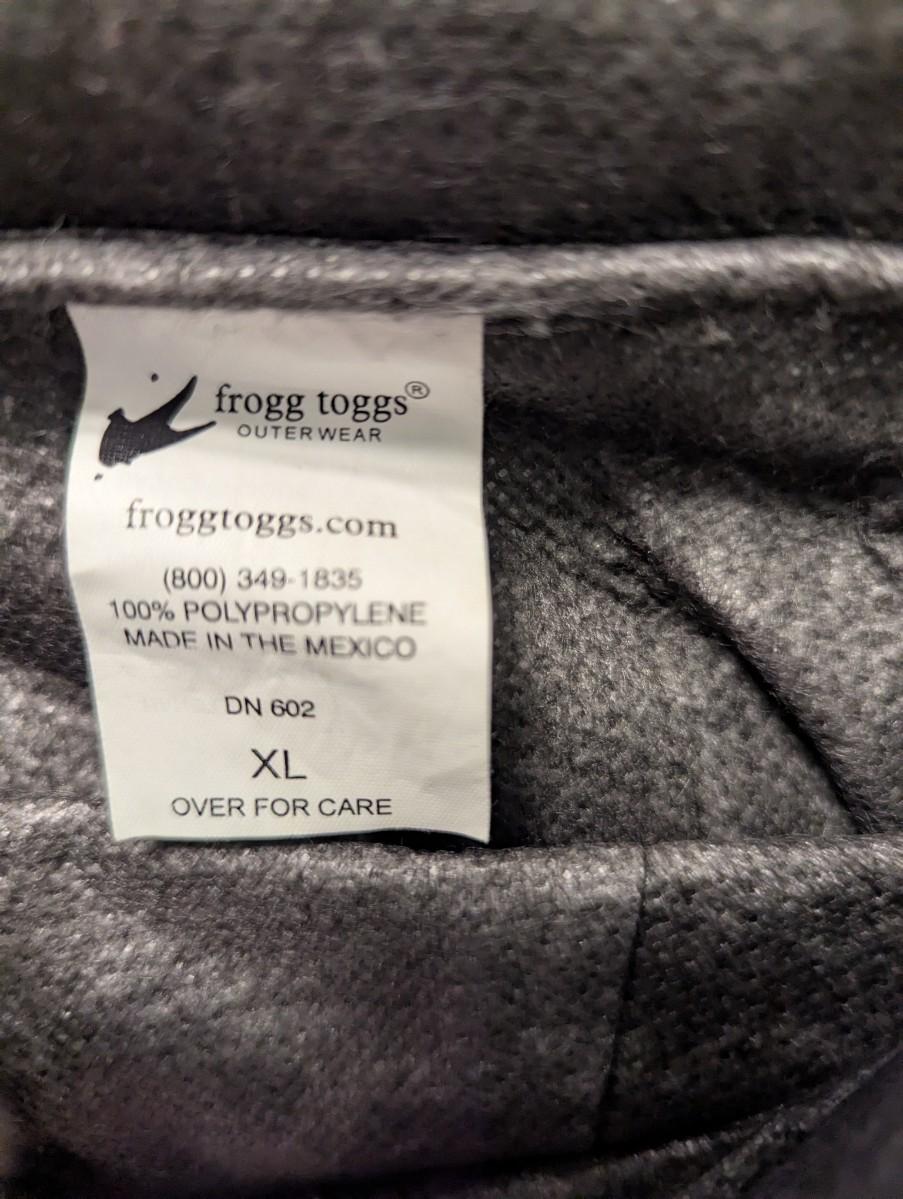 frogg toggs®
OUTERWEAR
froggtoggs.com
(800) 349-1835
100% POLYPROPYLENE
MADE IN THE MEXICO
DN 602
XL
OVER FOR CARE